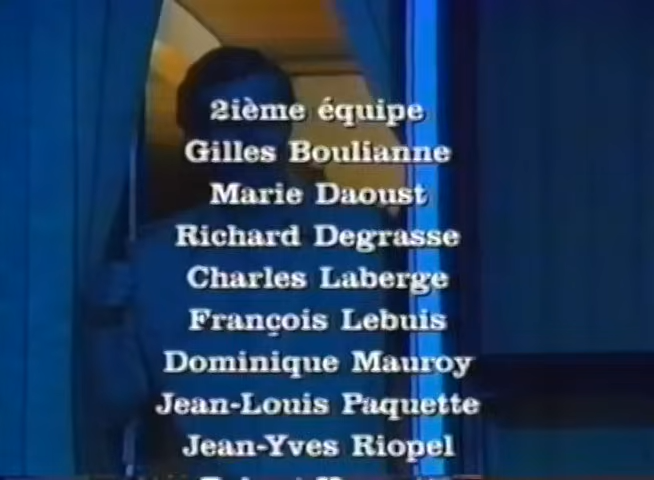 2ième équipe
Gilles Boulianne
Marie Daoust
Richard Degrasse
Charles Laberge
François Lebuis
Dominique Mauroy
Jean-Louis Paquette
Jean-Yves Riopel